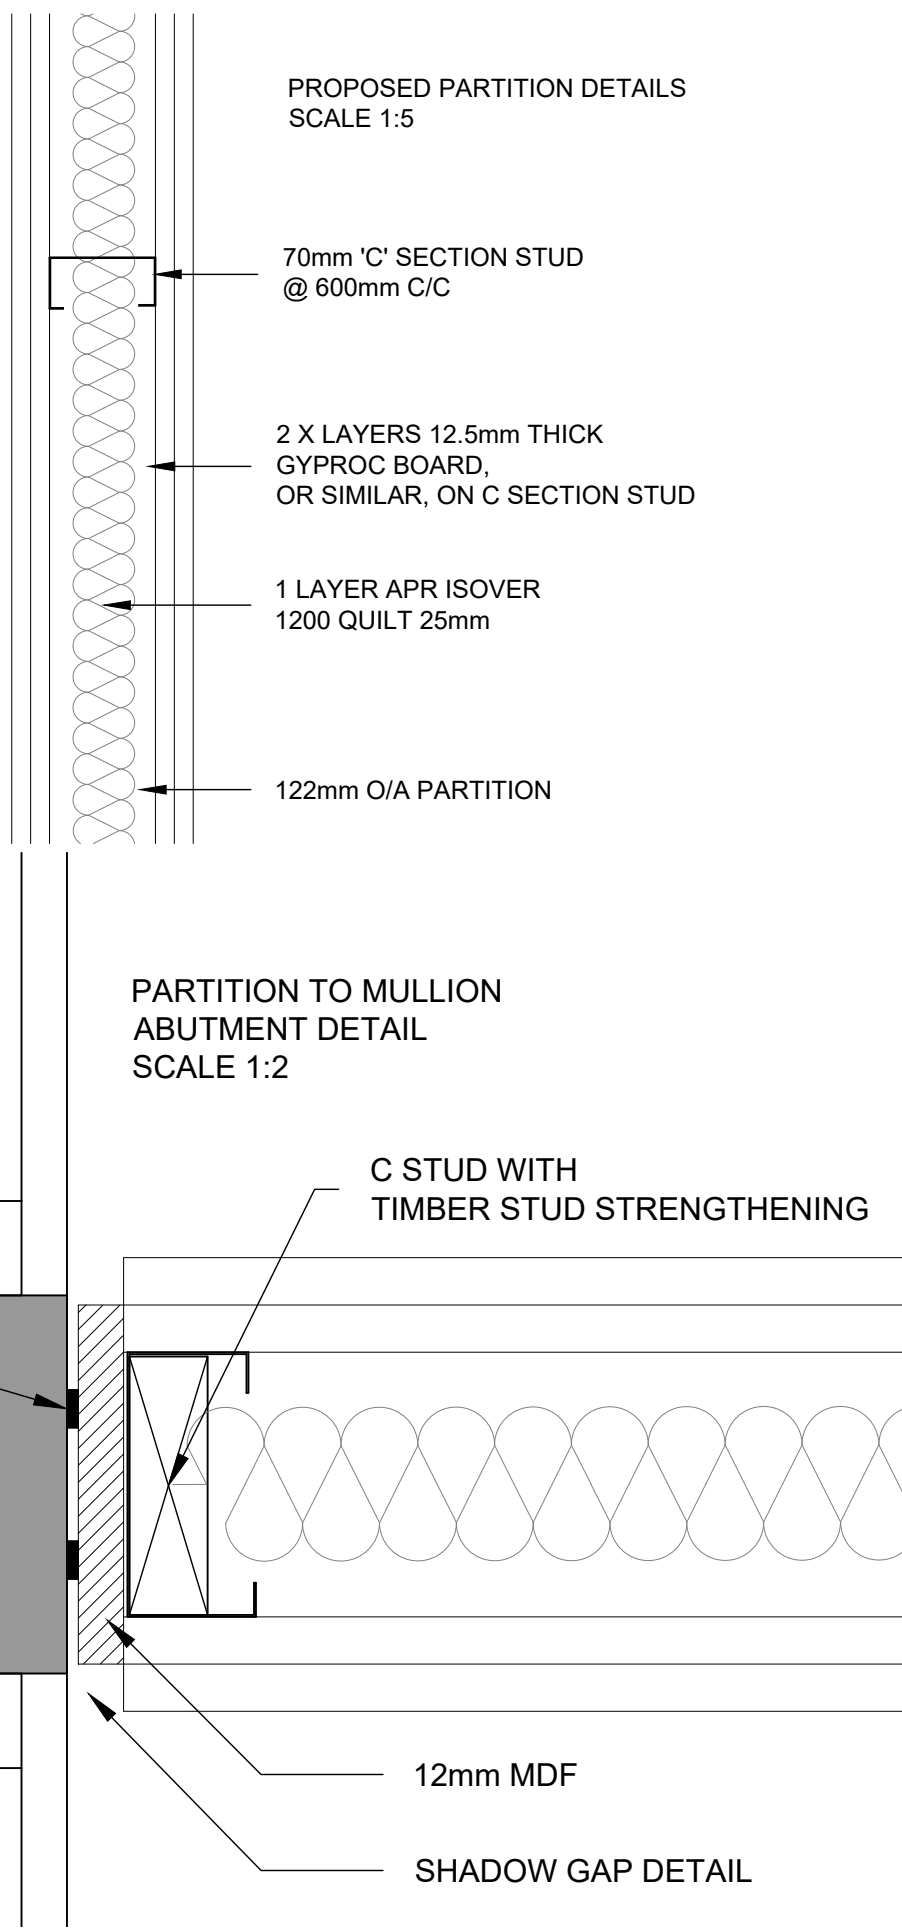 PROPOSED PARTITION DETAILS
SCALE 1:5
70mm 'C' SECTION STUD
@ 600mm C/C
2 X LAYERS 12.5mm THICK
GYPROC BOARD,
OR SIMILAR, ON C SECTION STUD
1 LAYER APR ISOVER
1200 QUILT 25mm
122mm O/A PARTITION
PARTITION TO MULLION
ABUTMENT DETAIL
SCALE 1:2
C STUD WITH
TIMBER STUD STRENGTHENING
12mm MDF
SHADOW GAP DETAIL